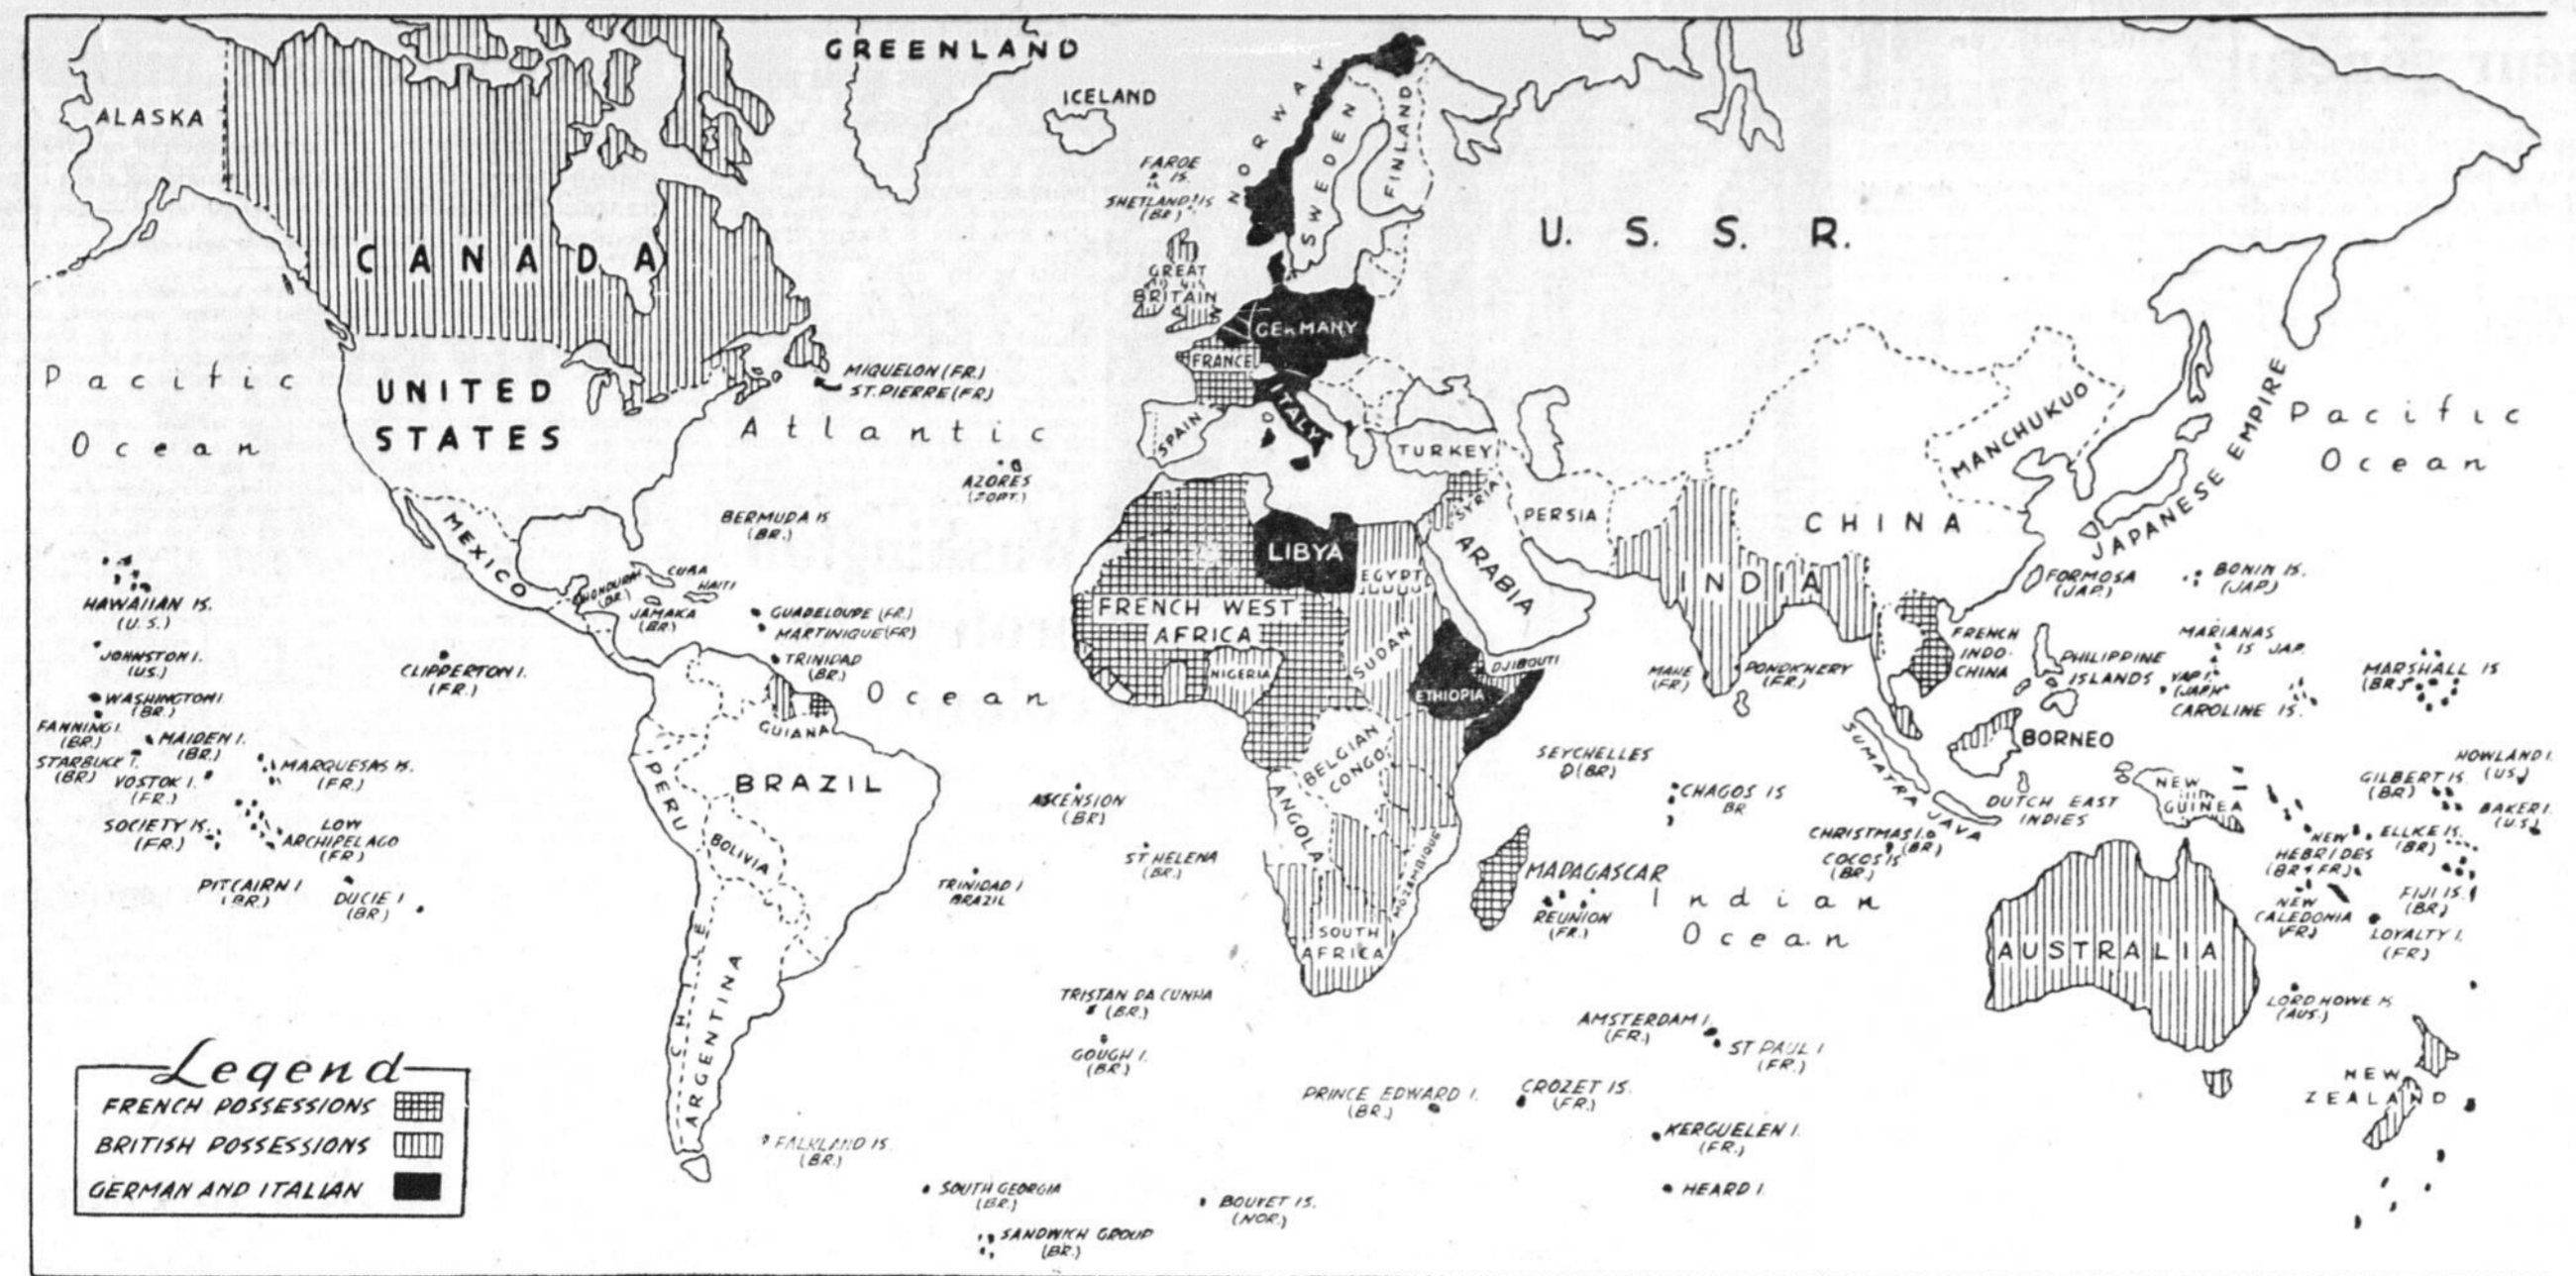 GREENLAND
ICELAND
ALASKA
NORWAY
SWEDEN
FINLAND
FAROE
IS.
SHETLAND IS
(BR)
U. S. S. R.
CANADA
GREAT
BRITAIN
GERMANY
FRANCE
ITALY
SPAIN
TURKEY
SYRIA
PERSIA
ARABIA
MIQUELON (FR.)
ST. PIERRE (FR)
Pacific
Ocean
UNITED
STATES
Atlantic
AZORES
(PORT.)
MANCHUKUO
JAPANESE EMPIRE
Pacific
Ocean
CHINA
INDIA
MEXICO
BERMUDA IS
(BR.)
LIBYA
EGYPT
FRENCH WEST
AFRICA
SUDAN
NIGERIA
ETHIOPIA
DJIBOUTI
HAWAIIAN IS.
(U.S.)
HONDURAS
(BR.)
CUBA
HAITI
JAMAKA
(BR.)
GUADELOUPE (FR.)
MARTINIQUE (FR)
TRINIDAD
(BR.)
FORMOSA
(JAP.)
BONIN IS.
(JAP.)
FRENCH
INDO-
CHINA
PHILIPPINE
ISLANDS
MARIANAS
IS JAP.
YAP I.
CAROLINE IS.
MARSHALL IS
(BR)
JOHNSTON I.
(US.)
CLIPPERTON I.
(FR.)
Ocean
MAHE
(FR)
PONDICHERY
(FR.)
WASHINGTON I.
(BR.)
FANNING I.
(BR.)
MAIDEN I.
(BR.)
STARBUCK I.
(BR)
VOSTOK I.
(FR.)
MARQUESAS IS.
(FR.)
SOCIETY IS.
(FR.)
LOW
ARCHIPELAGO
(FR.)
PITCAIRN I
(BR.)
DUCIE I
(BR)
GUIANA
PERU
BRAZIL
BOLIVIA
CHILE
ARGENTINA
BELGIAN
CONGO
ANGOLA
MOZAMBIQUE
SOUTH
AFRICA
MADAGASCAR
REUNION
(FR.)
ASCENSION
(BR)
ST HELENA
(BR.)
TRINIDAD I
BRAZIL
SEYCHELLES
(BR)
CHAGOS IS
BR
Indian
Ocean
SUMATRA
JAVA
BORNEO
DUTCH EAST
INDIES
NEW
GUINEA
CHRISTMAS I.
(BR)
COCOS IS
(BR.)
HOWLAND I.
(US)
GILBERT IS.
(BR)
BAKER I.
(U.S.)
ELLICE IS.
(BR)
NEW
HEBRIDES
(BR & FR)
FIJI IS.
(BR)
NEW
CALEDONIA
(FR)
LOYALTY I.
(FR)
AUSTRALIA
LORD HOWE IS
(AUS.)
NEW
ZEALAND
TRISTAN DA CUNHA
(BR.)
GOUGH I.
(BR.)
AMSTERDAM I.
(FR.)
ST PAUL I
(FR.)
PRINCE EDWARD I.
(BR.)
CROZET IS.
(FR.)
KERGUELEN I.
(FR.)
HEARD I.
FALKLAND IS.
(BR.)
SOUTH GEORGIA
(BR.)
SANDWICH GROUP
(BR.)
BOUVET IS.
(NOR.)
Legend
FRENCH POSSESSIONS
BRITISH POSSESSIONS
GERMAN AND ITALIAN